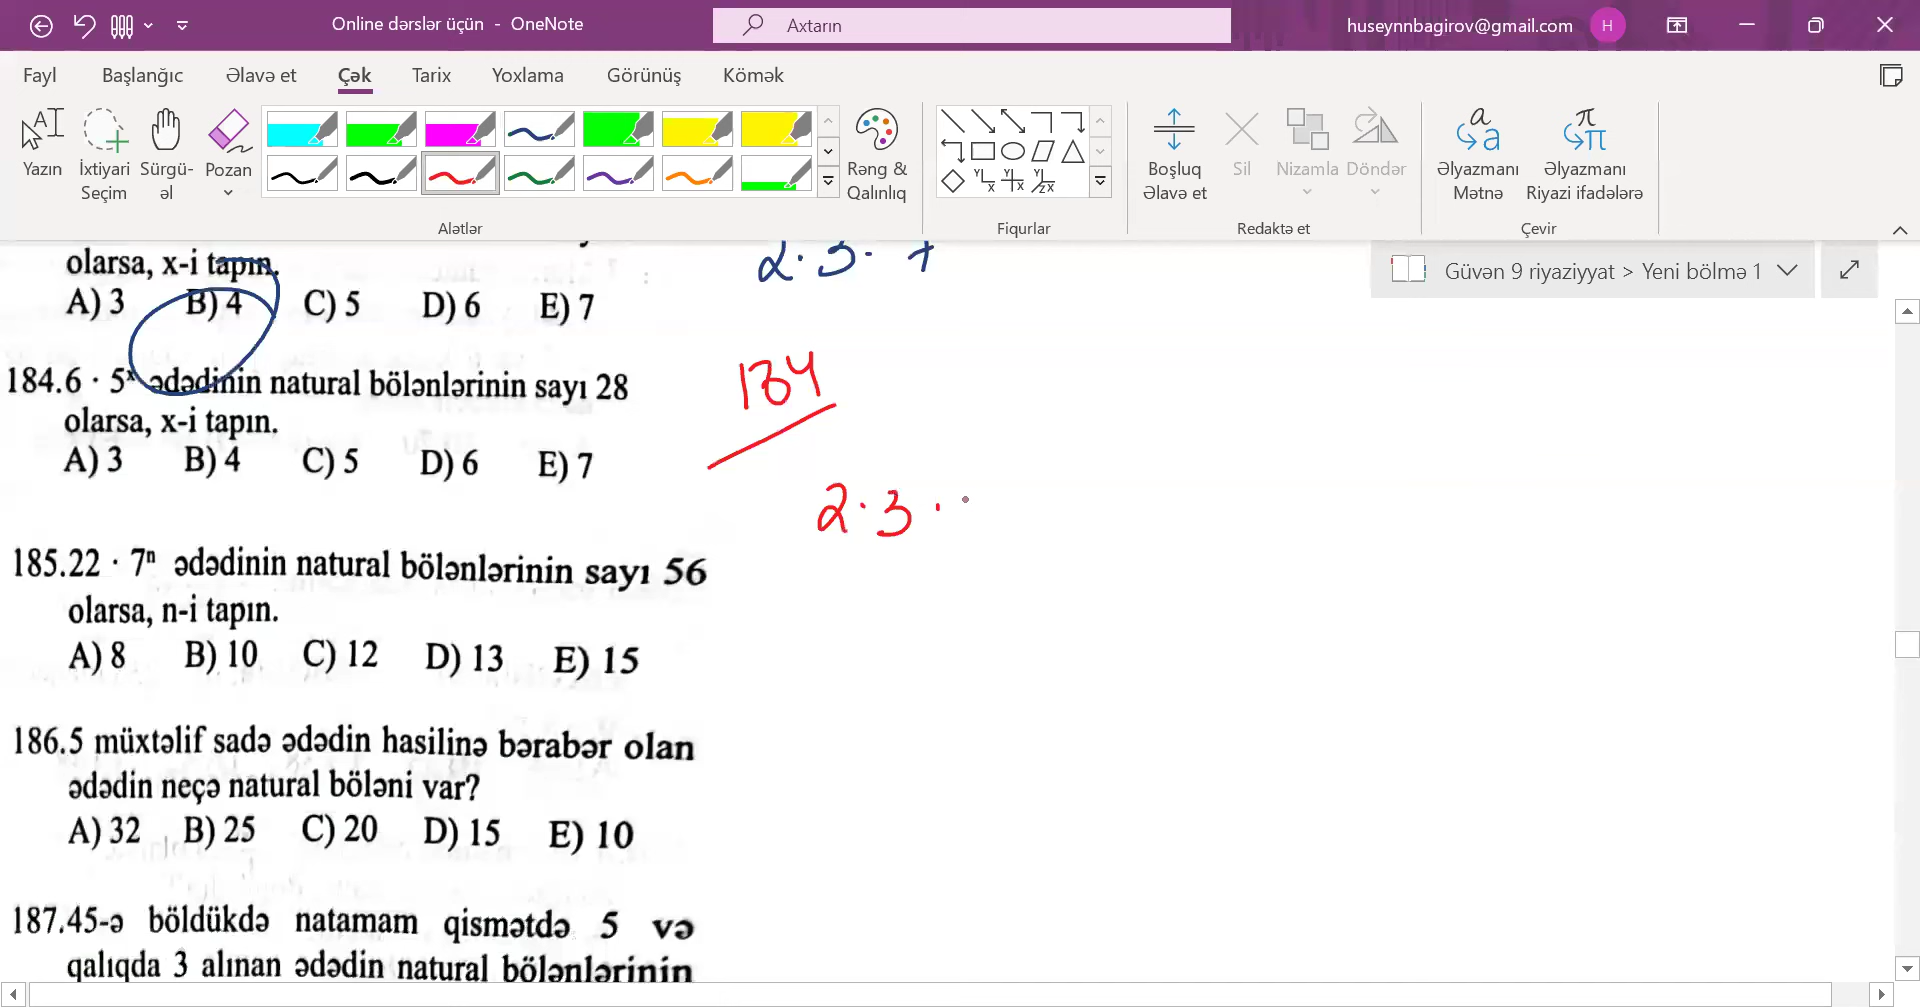 Online dərslər üçün - OneNote
Axtarın
huseynnbagirov@gmail.com
H
Fayl Başlanğıc Əlavə et Çək Tarix Yoxlama Görünüş Kömək
Yazın
İxtiyari Seçim
Sürgü-əl
Pozan
Rəng & Qalınlıq
Boşluq Əlavə et
Sil
Nizamla
Döndər
Əlyazmanı Mətnə
Əlyazmanı Riyazi ifadələrə
Alətlər
Fiqurlar
Redaktə et
Çevir
Güvən 9 riyaziyyat > Yeni bölmə 1
olarsa, x-i tapın.
A) 3 B) 4 C) 5 D) 6 E) 7
2 · 3 · 7
184. 6 · 5ˣ ədədinin natural bölənlərinin sayı 28
olarsa, x-i tapın.
A) 3 B) 4 C) 5 D) 6 E) 7
184
2 · 3 ·
185. 22 · 7ⁿ ədədinin natural bölənlərinin sayı 56
olarsa, n-i tapın.
A) 8 B) 10 C) 12 D) 13 E) 15
186. 5 müxtəlif sadə ədədin hasilinə bərabər olan
ədədin neçə natural böləni var?
A) 32 B) 25 C) 20 D) 15 E) 10
187. 45-ə böldükdə natamam qismətdə 5 və
qalıqda 3 alınan ədədin natural bölənlərinin